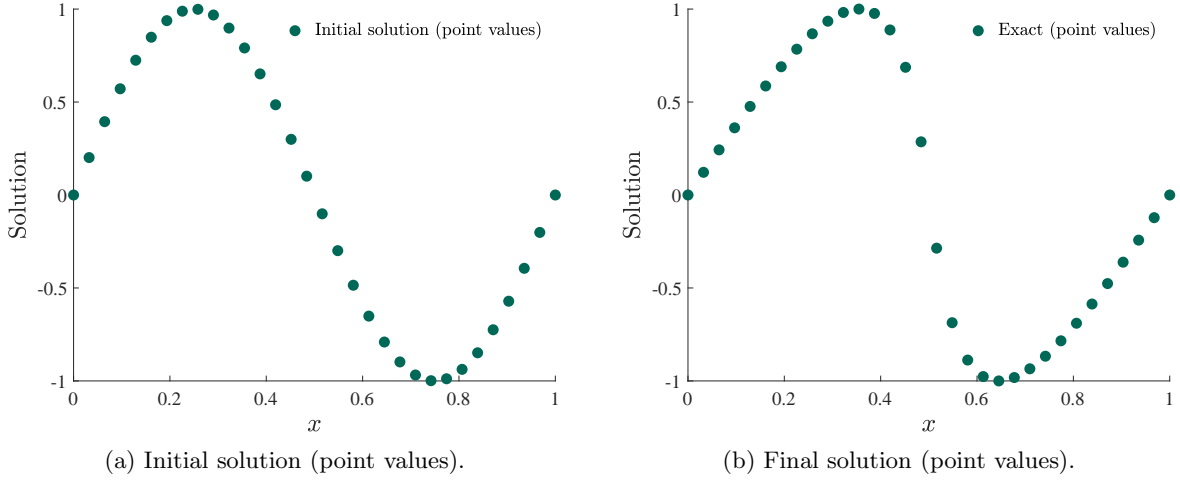 1
0.5
0
-0.5
-1
Solution
Initial solution (point values)
0 0.2 0.4 0.6 0.8 1
x
(a) Initial solution (point values).
1
0.5
0
-0.5
-1
Solution
Exact (point values)
0 0.2 0.4 0.6 0.8 1
x
(b) Final solution (point values).